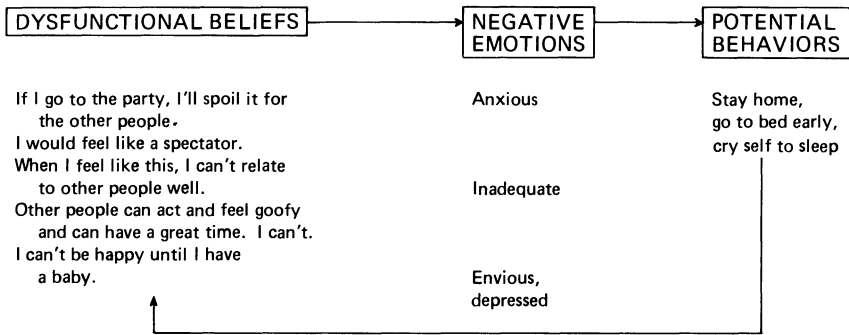 DYSFUNCTIONAL BELIEFS
NEGATIVE
EMOTIONS
POTENTIAL
BEHAVIORS
If I go to the party, I'll spoil it for
the other people.
I would feel like a spectator.
When I feel like this, I can't relate
to other people well.
Other people can act and feel goofy
and can have a great time. I can't.
I can't be happy until I have
a baby.
Anxious
Inadequate
Envious,
depressed
Stay home,
go to bed early,
cry self to sleep